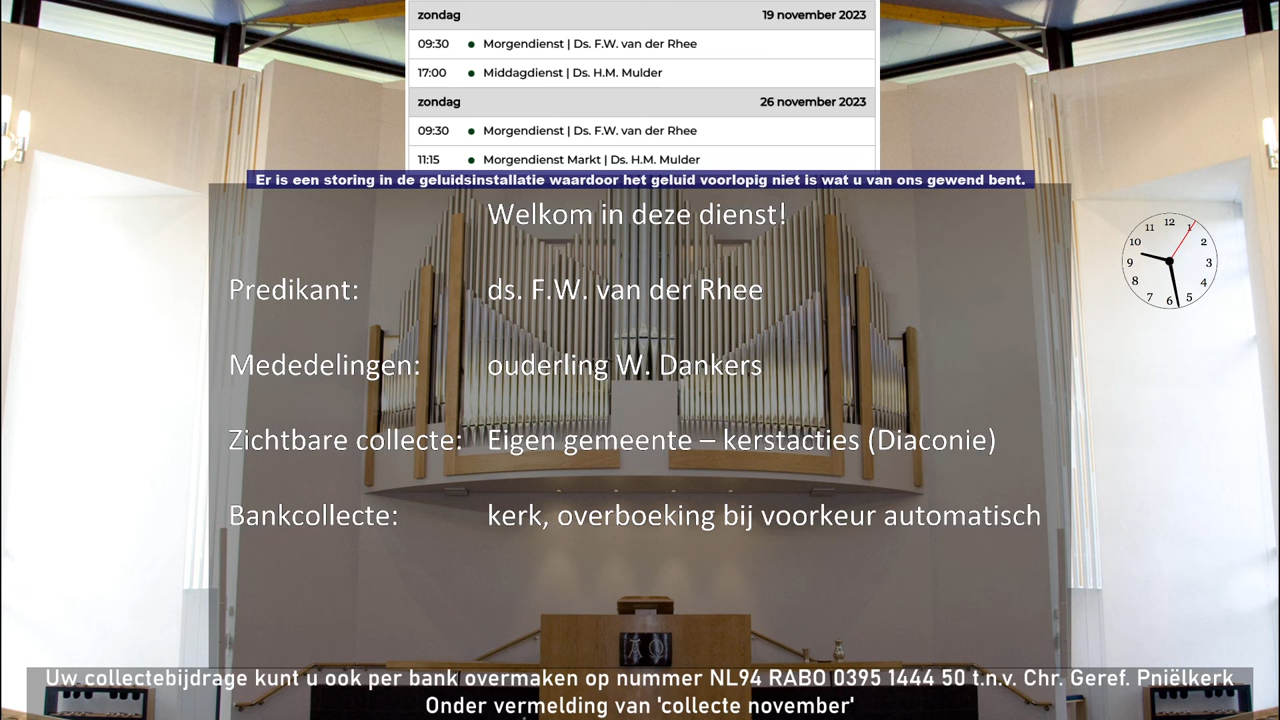 zondag 19 november 2023
09:30 Morgendienst | Ds. F.W. van der Rhee
17:00 Middagdienst | Ds. H.M. Mulder
zondag 26 november 2023
09:30 Morgendienst | Ds. F.W. van der Rhee
11:15 Morgendienst Markt | Ds. H.M. Mulder
Er is een storing in de geluidsinstallatie waardoor het geluid voorlopig niet is wat u van ons gewend bent.
Welkom in deze dienst!
12
11 1
10 2
9 3
8 4
7 5
6
Predikant: ds. F.W. van der Rhee
Mededelingen: ouderling W. Dankers
Zichtbare collecte: Eigen gemeente – kerstacties (Diaconie)
Bankcollecte: kerk, overboeking bij voorkeur automatisch
Α Ω
Uw collectebijdrage kunt u ook per bank overmaken op nummer NL94 RABO 0395 1444 50 t.n.v. Chr. Geref. Pniëlkerk
Onder vermelding van 'collecte november'